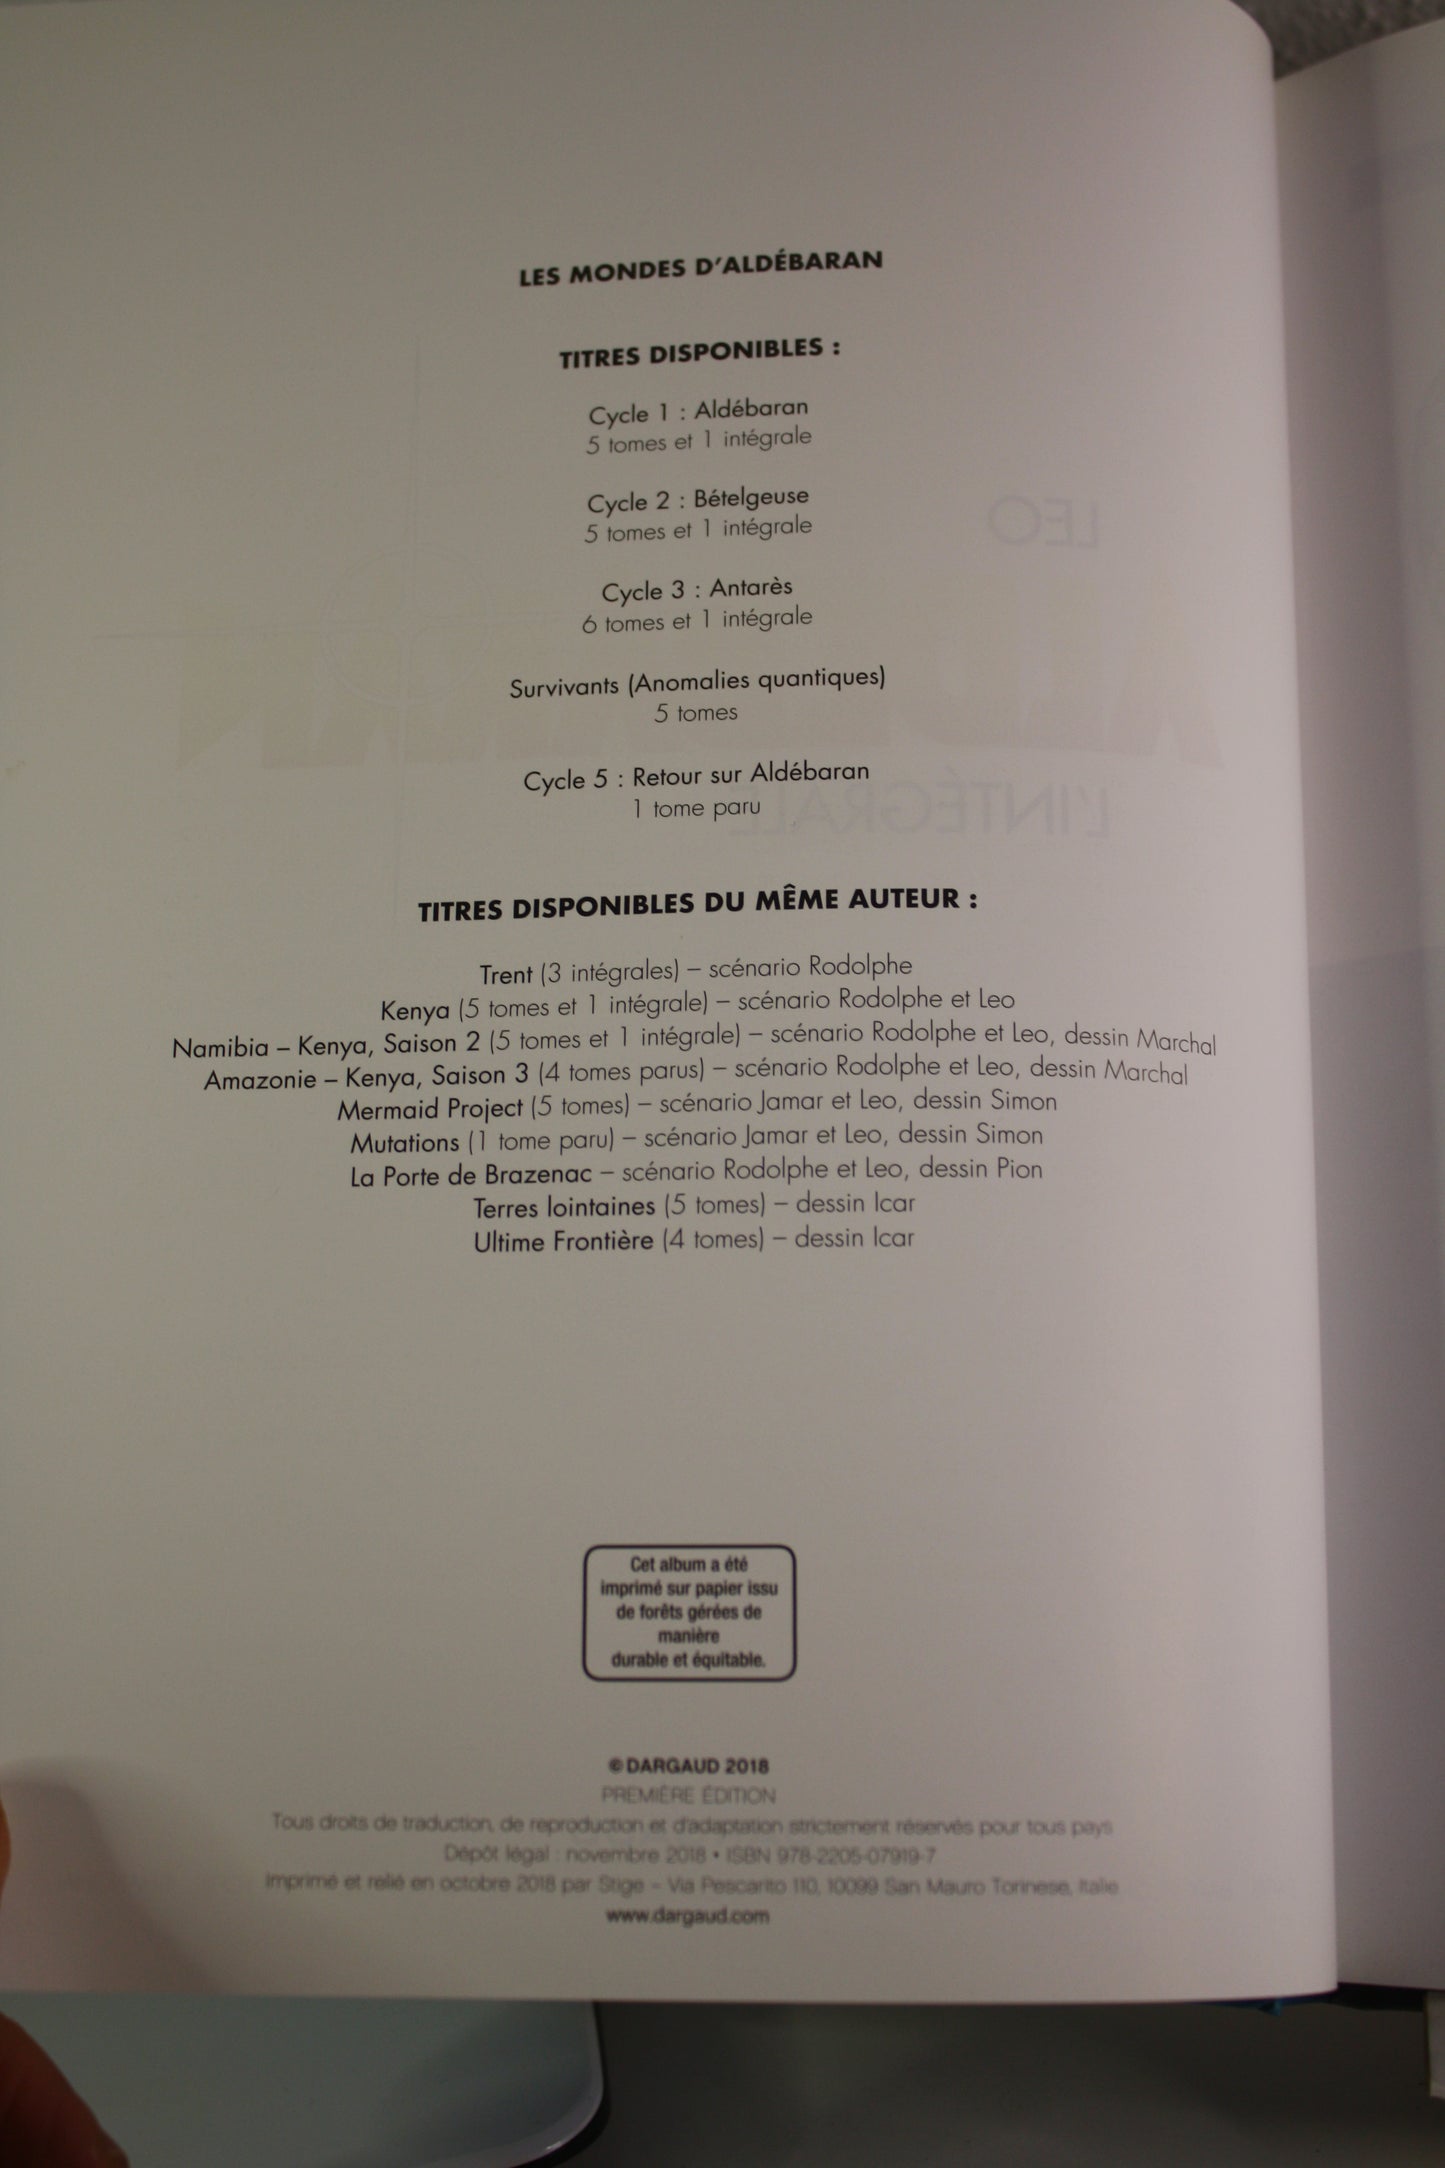 LES MONDES D'ALDÉBARAN
TITRES DISPONIBLES :
Cycle 1 : Aldébaran
5 tomes et 1 intégrale
Cycle 2 : Bételgeuse
5 tomes et 1 intégrale
Cycle 3 : Antarès
6 tomes et 1 intégrale
Survivants (Anomalies quantiques)
5 tomes
Cycle 5 : Retour sur Aldébaran
1 tome paru
TITRES DISPONIBLES DU MÊME AUTEUR :
Trent (3 intégrales) – scénario Rodolphe
Kenya (5 tomes et 1 intégrale) – scénario Rodolphe et Leo
Namibia – Kenya, Saison 2 (5 tomes et 1 intégrale) – scénario Rodolphe et Leo, dessin Marchal
Amazonie – Kenya, Saison 3 (4 tomes parus) – scénario Rodolphe et Leo, dessin Marchal
Mermaid Project (5 tomes) – scénario Jamar et Leo, dessin Simon
Mutations (1 tome paru) – scénario Jamar et Leo, dessin Simon
La Porte de Brazenac – scénario Rodolphe et Leo, dessin Pion
Terres lointaines (5 tomes) – dessin Icar
Ultime Frontière (4 tomes) – dessin Icar
Cet album a été
imprimé sur papier issu
de forêts gérées de
manière
durable et équitable.
© DARGAUD 2018
PREMIÈRE ÉDITION
Tous droits de traduction, de reproduction et d'adaptation strictement réservés pour tous pays
Dépôt légal : novembre 2018 • ISBN 978-2205-07919-7
Imprimé et relié en octobre 2018 par Stige – Via Pescarito 110, 10099 San Mauro Torinese, Italie
www.dargaud.com
LEO
L'INTÉGRALE